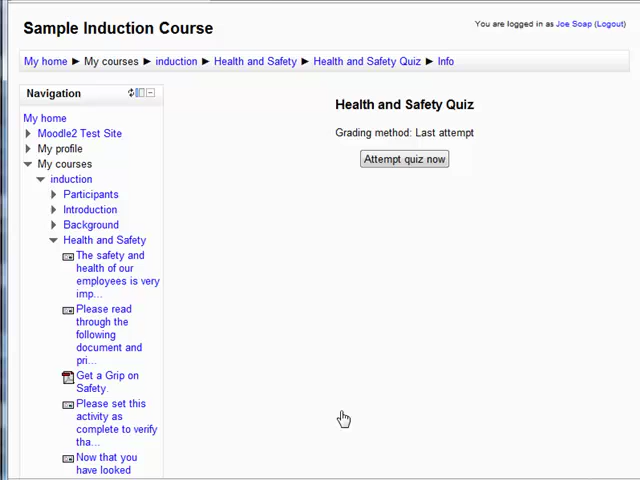 Sample Induction Course
You are logged in as Joe Soap (Logout)
My home ► My courses ► induction ► Health and Safety ► Health and Safety Quiz ► Info
Navigation
My home
Moodle2 Test Site
My profile
My courses
induction
Participants
Introduction
Background
Health and Safety
The safety and
health of our
employees is very
imp...
Please read
through the
following
document and
pri...
Get a Grip on
Safety.
Please set this
activity as
complete to verify
tha...
Now that you
have looked
Health and Safety Quiz
Grading method: Last attempt
Attempt quiz now